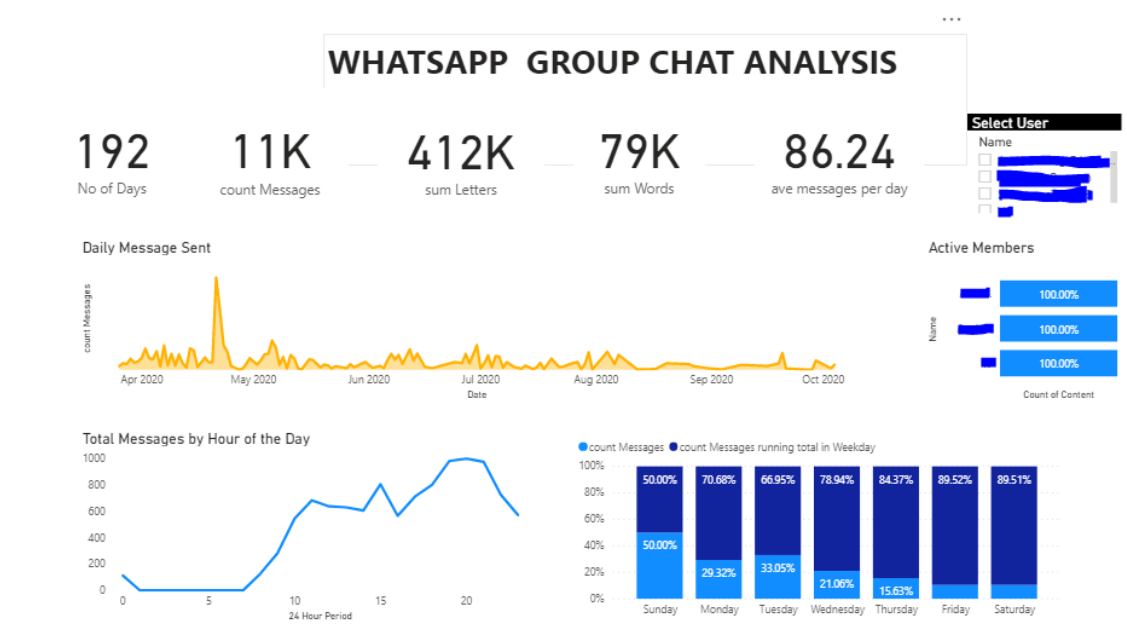 WHATSAPP GROUP CHAT ANALYSIS
192
No of Days
11K
count Messages
412K
sum Letters
79K
sum Words
86.24
ave messages per day
Select User
Name
Daily Message Sent
count Messages
Apr 2020 May 2020 Jun 2020 Jul 2020 Aug 2020 Sep 2020 Oct 2020
Date
Active Members
Name
100.00%
100.00%
100.00%
Count of Content
Total Messages by Hour of the Day
1000
800
600
400
200
0
0 5 10 15 20
24 Hour Period
count Messages count Messages running total in Weekday
100%
80%
60%
40%
20%
0%
50.00% 70.68% 66.95% 78.94% 84.37% 89.52% 89.51%
50.00% 29.32% 33.05% 21.06% 15.63%
Sunday Monday Tuesday Wednesday Thursday Friday Saturday